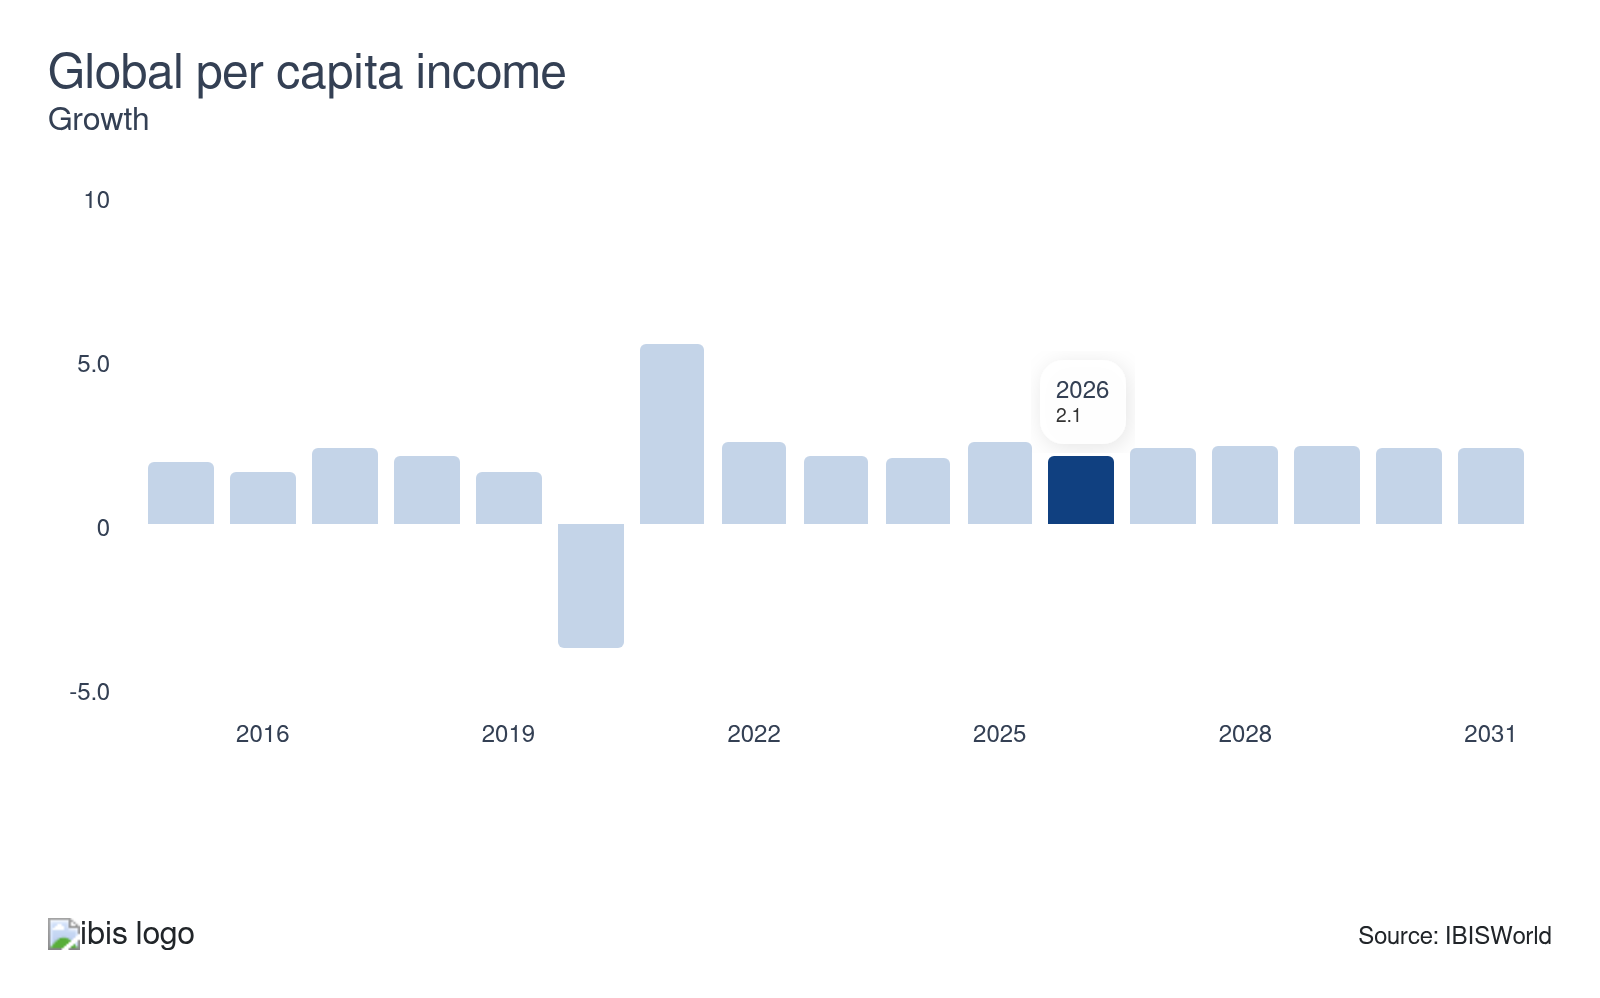 Global per capita income
Growth
10
5.0
2026
2.1
0
-5.0
2016 2019 2022 2025 2028 2031
ibis logo
Source: IBISWorld